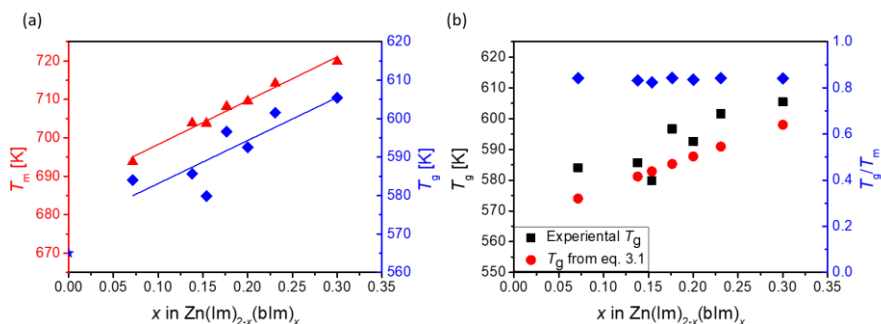 (a)
(b)
720
710
700
690
680
670
Tm [K]
620
610
600
590
580
570
560
Tg [K]
0.00 0.05 0.10 0.15 0.20 0.25 0.30 0.35
x in Zn(Im)2-x(bIm)x
620
610
600
590
580
570
560
550
Tg [K]
1.0
0.8
0.6
0.4
0.2
0.0
Tg/Tm
Experiental Tg
Tg from eq. 3.1
0.00 0.05 0.10 0.15 0.20 0.25 0.30 0.35
x in Zn(Im)2-x(bIm)x